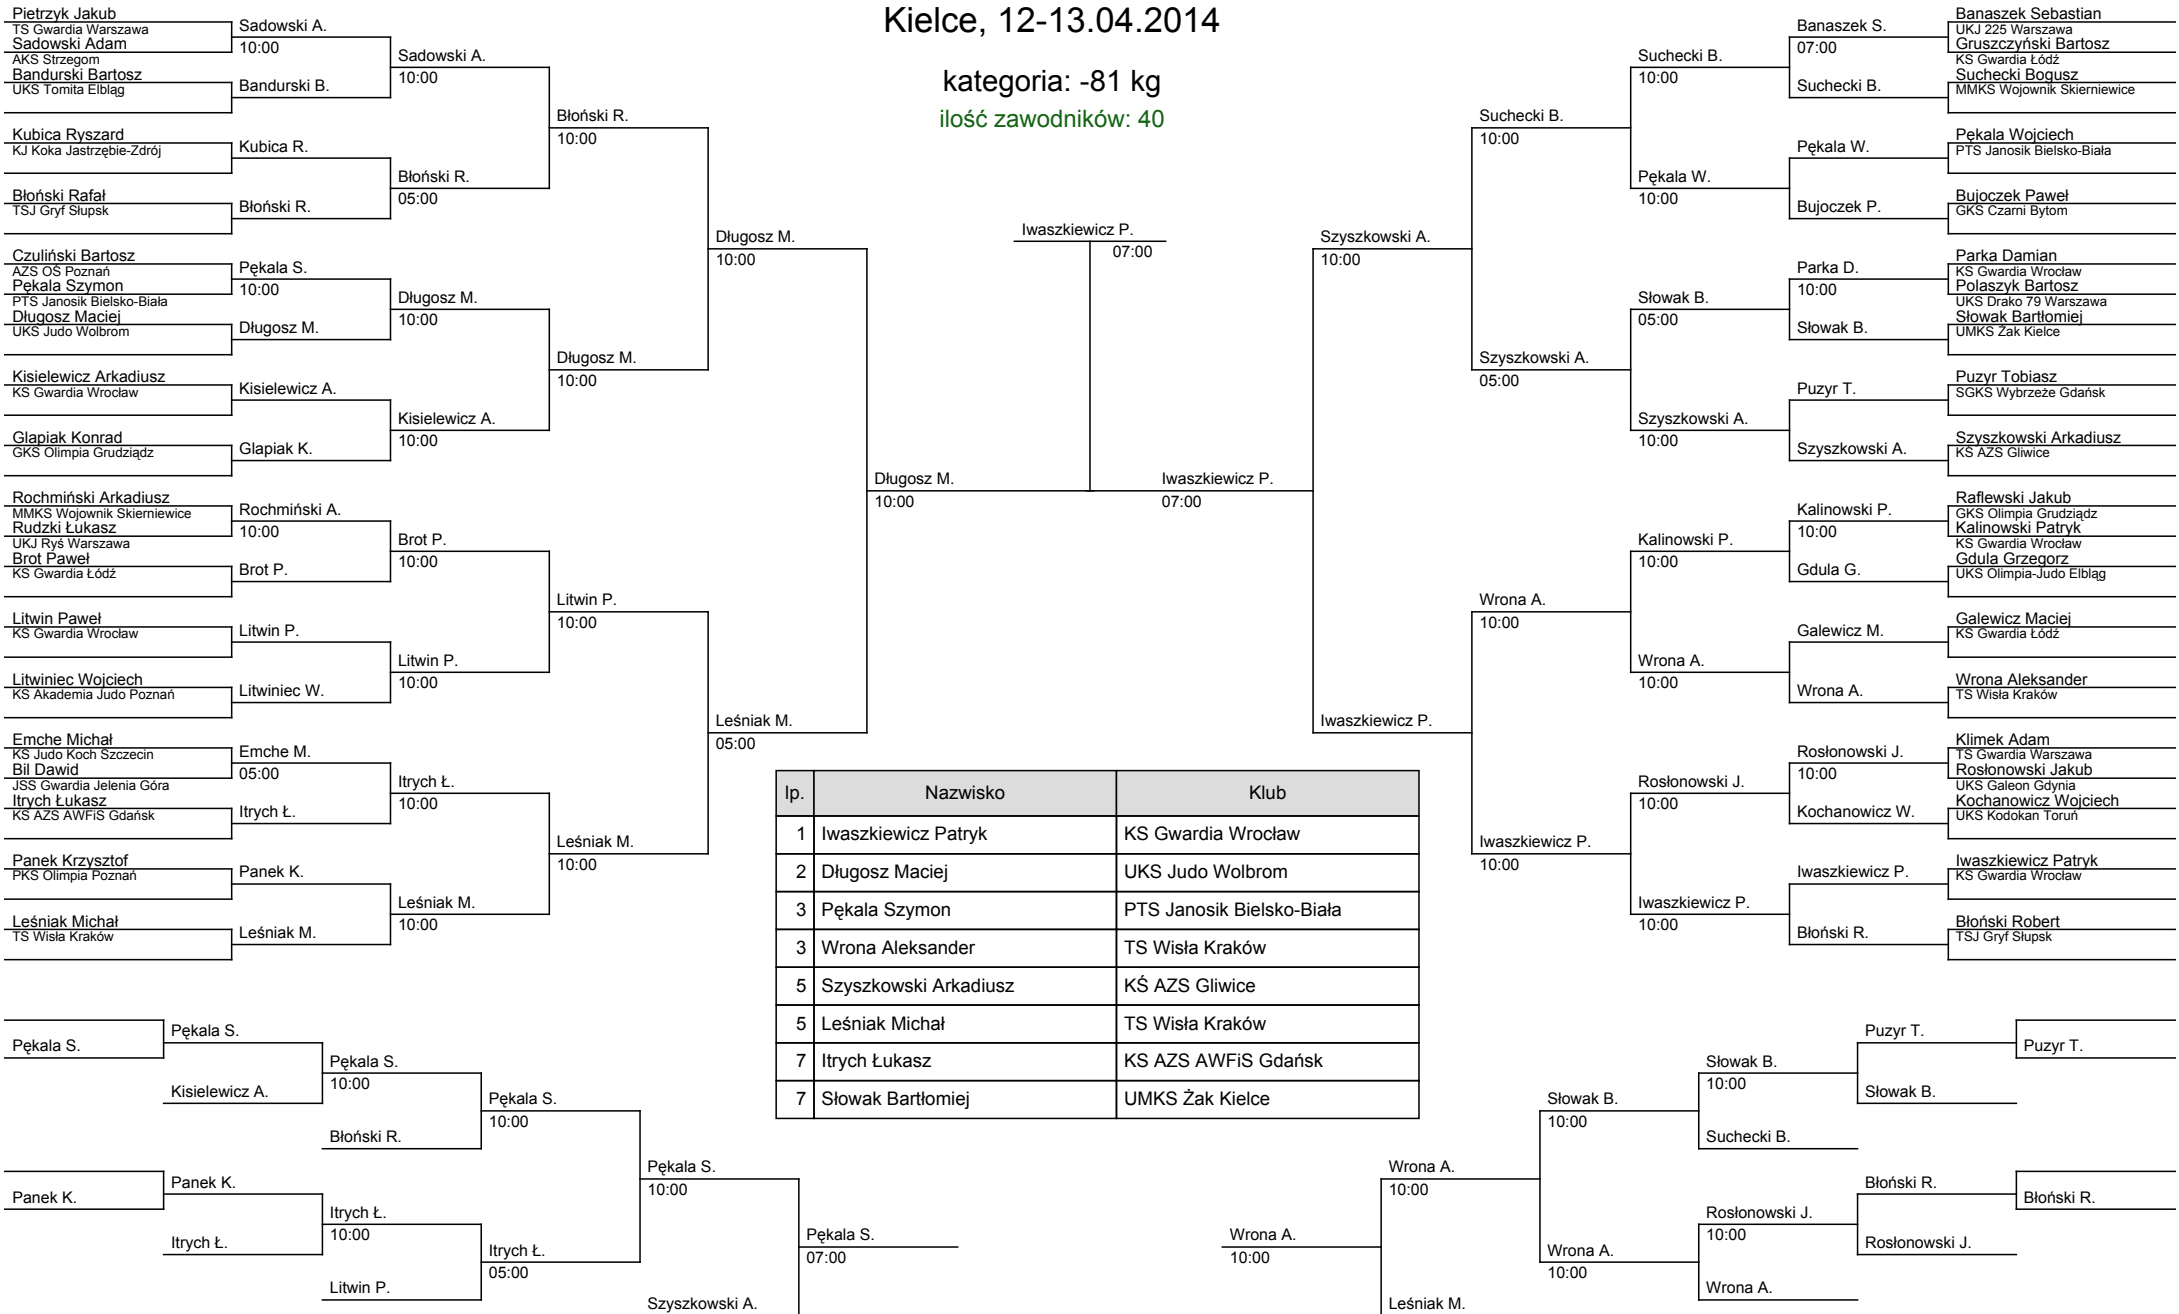 Kielce, 12-13.04.2014
kategoria: -81 kg
ilość zawodników: 40
Pietrzyk Jakub
TS Gwardia Warszawa
Sadowski Adam
AKS Strzegom
Bandurski Bartosz
UKS Tomita Elbląg
Kubica Ryszard
KJ Koka Jastrzębie-Zdrój
Błoński Rafał
TSJ Gryf Słupsk
Czuliński Bartosz
AZS OŚ Poznań
Pękala Szymon
PTS Janosik Bielsko-Biała
Długosz Maciej
UKS Judo Wolbrom
Kisielewicz Arkadiusz
KS Gwardia Wrocław
Glapiak Konrad
GKS Olimpia Grudziądz
Rochmiński Arkadiusz
MMKS Wojownik Skierniewice
Rudzki Łukasz
UKJ Ryś Warszawa
Brot Paweł
KS Gwardia Łódź
Litwin Paweł
KS Gwardia Wrocław
Litwiniec Wojciech
KS Akademia Judo Poznań
Emche Michał
KS Judo Koch Szczecin
Bil Dawid
JSS Gwardia Jelenia Góra
Itrych Łukasz
KS AZS AWFiS Gdańsk
Panek Krzysztof
PKS Olimpia Poznań
Leśniak Michał
TS Wisła Kraków
Sadowski A.
10:00
Bandurski B.
Kubica R.
Błoński R.
Pękala S.
10:00
Długosz M.
Kisielewicz A.
Glapiak K.
Rochmiński A.
10:00
Brot P.
Litwin P.
Litwiniec W.
Emche M.
05:00
Itrych Ł.
Panek K.
Leśniak M.
Sadowski A.
10:00
Błoński R.
05:00
Długosz M.
10:00
Kisielewicz A.
10:00
Brot P.
10:00
Litwin P.
10:00
Itrych Ł.
10:00
Leśniak M.
10:00
Błoński R.
10:00
Długosz M.
10:00
Litwin P.
10:00
Leśniak M.
10:00
Długosz M.
10:00
Leśniak M.
05:00
Długosz M.
10:00
Iwaszkiewicz P.
07:00
Iwaszkiewicz P.
07:00
Szyszkowski A.
10:00
Iwaszkiewicz P.
Suchecki B.
10:00
Szyszkowski A.
05:00
Wrona A.
10:00
Iwaszkiewicz P.
10:00
Suchecki B.
10:00
Pękala W.
10:00
Słowak B.
05:00
Szyszkowski A.
10:00
Kalinowski P.
10:00
Wrona A.
10:00
Rosłonowski J.
10:00
Iwaszkiewicz P.
10:00
Banaszek S.
07:00
Suchecki B.
Pękala W.
Bujoczek P.
Parka D.
10:00
Słowak B.
Puzyr T.
Szyszkowski A.
Kalinowski P.
10:00
Gdula G.
Galewicz M.
Wrona A.
Rosłonowski J.
10:00
Kochanowicz W.
Iwaszkiewicz P.
Błoński R.
Banaszek Sebastian
UKJ 225 Warszawa
Gruszczyński Bartosz
KS Gwardia Łódź
Suchecki Bogusz
MMKS Wojownik Skierniewice
Pękala Wojciech
PTS Janosik Bielsko-Biała
Bujoczek Paweł
GKS Czarni Bytom
Parka Damian
KS Gwardia Wrocław
Polaszyk Bartosz
UKS Drako 79 Warszawa
Słowak Bartłomiej
UMKS Żak Kielce
Puzyr Tobiasz
SGKS Wybrzeże Gdańsk
Szyszkowski Arkadiusz
KS AZS Gliwice
Raflewski Jakub
GKS Olimpia Grudziądz
Kalinowski Patryk
KS Gwardia Wrocław
Gdula Grzegorz
UKS Olimpia-Judo Elbląg
Galewicz Maciej
KS Gwardia Łódź
Wrona Aleksander
TS Wisła Kraków
Klimek Adam
TS Gwardia Warszawa
Rosłonowski Jakub
UKS Galeon Gdynia
Kochanowicz Wojciech
UKS Kodokan Toruń
Iwaszkiewicz Patryk
KS Gwardia Wrocław
Błoński Robert
TSJ Gryf Słupsk
lp. Nazwisko Klub
1 Iwaszkiewicz Patryk KS Gwardia Wrocław
2 Długosz Maciej UKS Judo Wolbrom
3 Pękala Szymon PTS Janosik Bielsko-Biała
3 Wrona Aleksander TS Wisła Kraków
5 Szyszkowski Arkadiusz KŚ AZS Gliwice
5 Leśniak Michał TS Wisła Kraków
7 Itrych Łukasz KS AZS AWFiS Gdańsk
7 Słowak Bartłomiej UMKS Żak Kielce
Pękala S.
Panek K.
Pękala S.
Kisielewicz A.
Panek K.
Itrych Ł.
Pękala S.
10:00
Błoński R.
Itrych Ł.
10:00
Litwin P.
Pękala S.
10:00
Itrych Ł.
05:00
Pękala S.
10:00
Szyszkowski A.
Pękala S.
07:00
Wrona A.
10:00
Wrona A.
10:00
Leśniak M.
Słowak B.
10:00
Wrona A.
10:00
Słowak B.
10:00
Suchecki B.
Rosłonowski J.
10:00
Wrona A.
Puzyr T.
Słowak B.
Błoński R.
Rosłonowski J.
Puzyr T.
Błoński R.